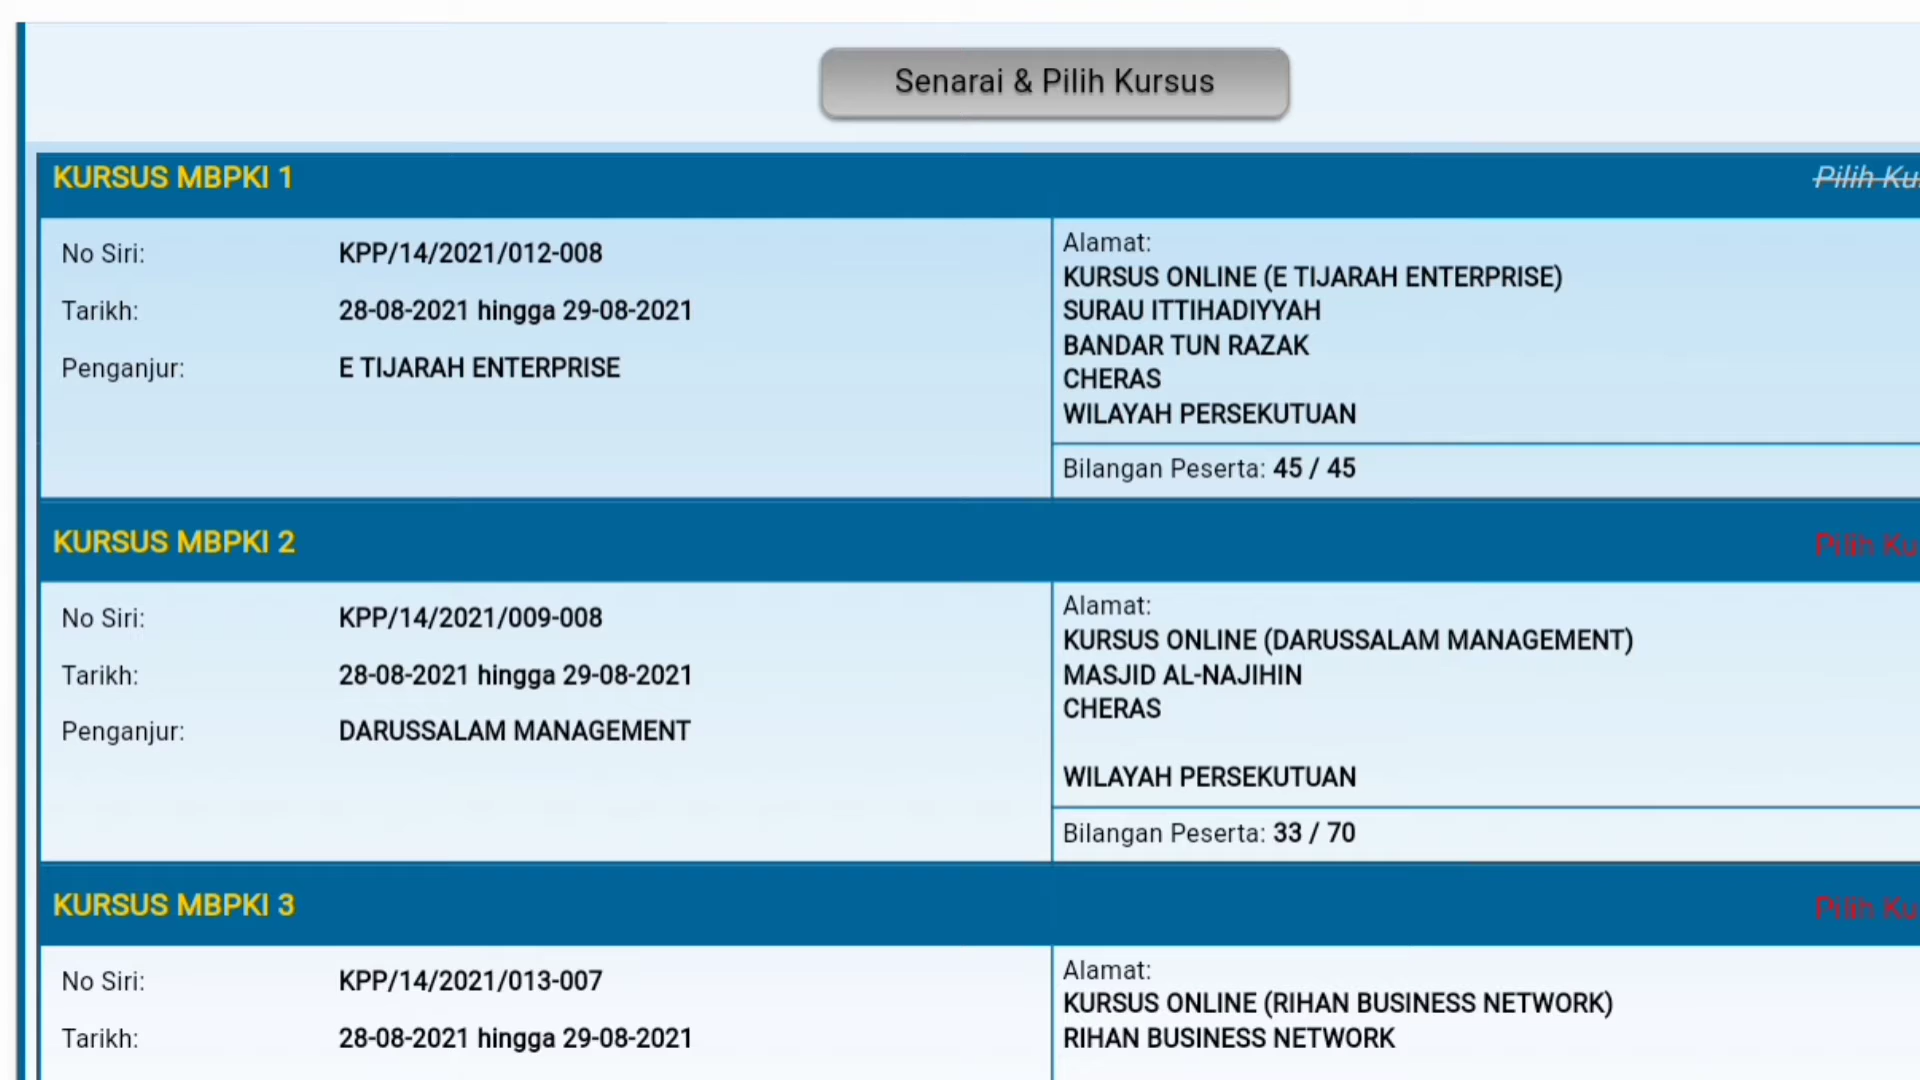 Senarai & Pilih Kursus
KURSUS MBPKI 1
Pilih
No Siri: KPP/14/2021/012-008
Tarikh: 28-08-2021 hingga 29-08-2021
Penganjur: E TIJARAH ENTERPRISE
Alamat:
KURSUS ONLINE (E TIJARAH ENTERPRISE)
SURAU ITTIHADIYYAH
BANDAR TUN RAZAK
CHERAS
WILAYAH PERSEKUTUAN
Bilangan Peserta: 45 / 45
KURSUS MBPKI 2
Pilih Ku
No Siri: KPP/14/2021/009-008
Tarikh: 28-08-2021 hingga 29-08-2021
Penganjur: DARUSSALAM MANAGEMENT
Alamat:
KURSUS ONLINE (DARUSSALAM MANAGEMENT)
MASJID AL-NAJIHIN
CHERAS
WILAYAH PERSEKUTUAN
Bilangan Peserta: 33 / 70
KURSUS MBPKI 3
Pilih Ku
No Siri: KPP/14/2021/013-007
Tarikh: 28-08-2021 hingga 29-08-2021
Alamat:
KURSUS ONLINE (RIHAN BUSINESS NETWORK)
RIHAN BUSINESS NETWORK